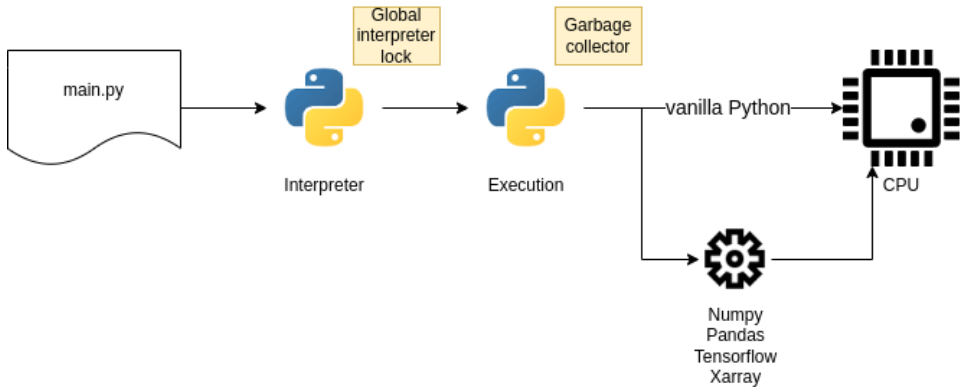 Global
interpreter
lock
Garbage
collector
main.py
vanilla Python
Interpreter
Execution
CPU
Numpy
Pandas
Tensorflow
Xarray